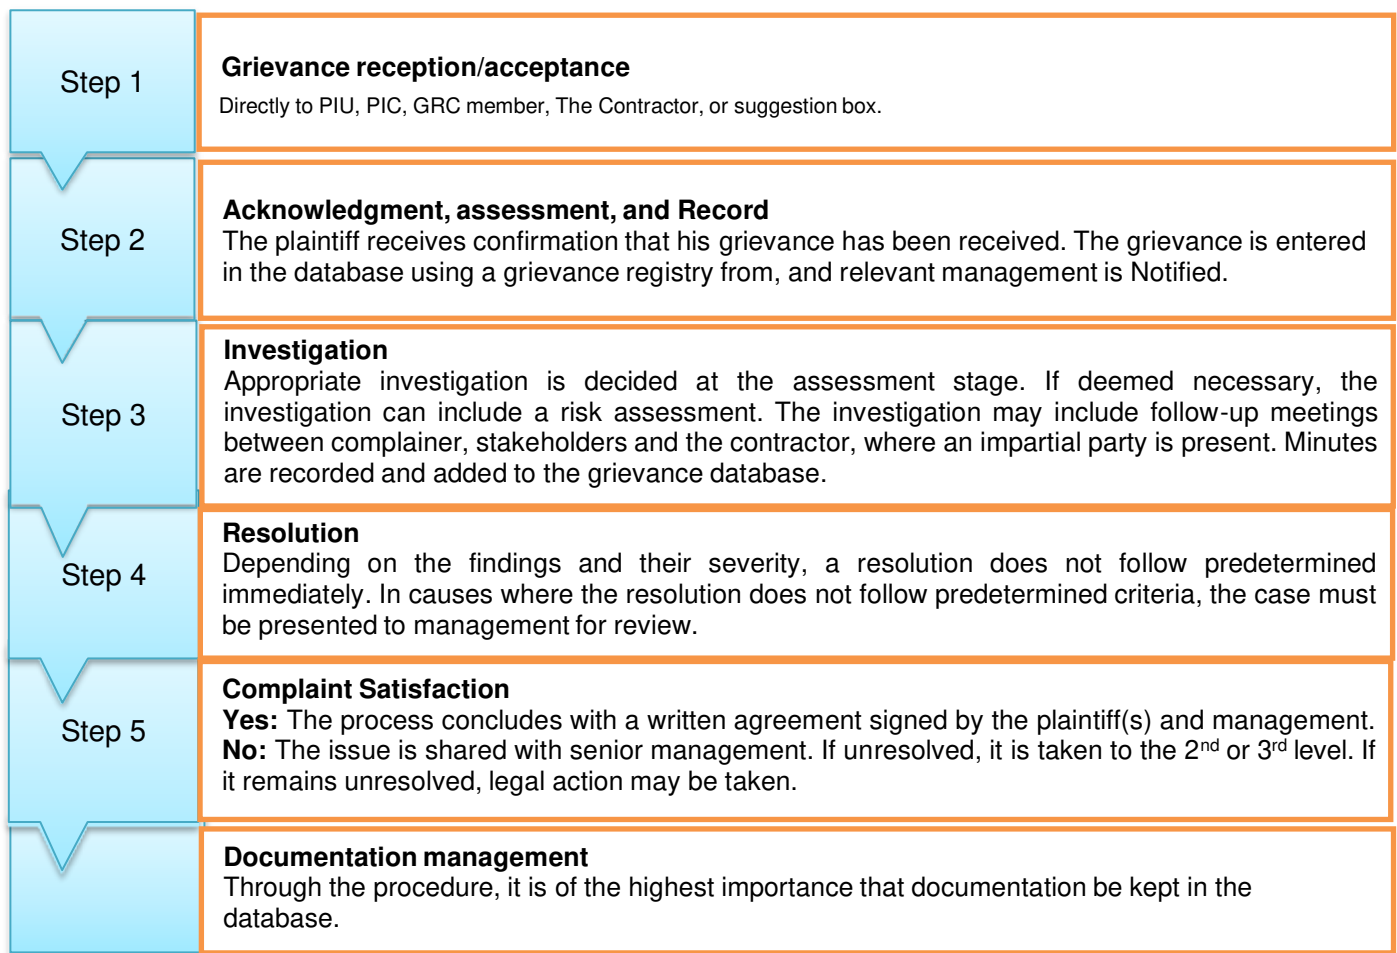 Step 1
Grievance reception/acceptance
Directly to PIU, PIC, GRC member, The Contractor, or suggestion box.
Step 2
Acknowledgment, assessment, and Record
The plaintiff receives confirmation that his grievance has been received. The grievance is entered
in the database using a grievance registry from, and relevant management is Notified.
Step 3
Investigation
Appropriate investigation is decided at the assessment stage. If deemed necessary, the
investigation can include a risk assessment. The investigation may include follow-up meetings
between complainer, stakeholders and the contractor, where an impartial party is present. Minutes
are recorded and added to the grievance database.
Step 4
Resolution
Depending on the findings and their severity, a resolution does not follow predetermined
immediately. In causes where the resolution does not follow predetermined criteria, the case must
be presented to management for review.
Step 5
Complaint Satisfaction
Yes: The process concludes with a written agreement signed by the plaintiff(s) and management.
No: The issue is shared with senior management. If unresolved, it is taken to the 2nd or 3rd level. If
it remains unresolved, legal action may be taken.
Documentation management
Through the procedure, it is of the highest importance that documentation be kept in the
database.